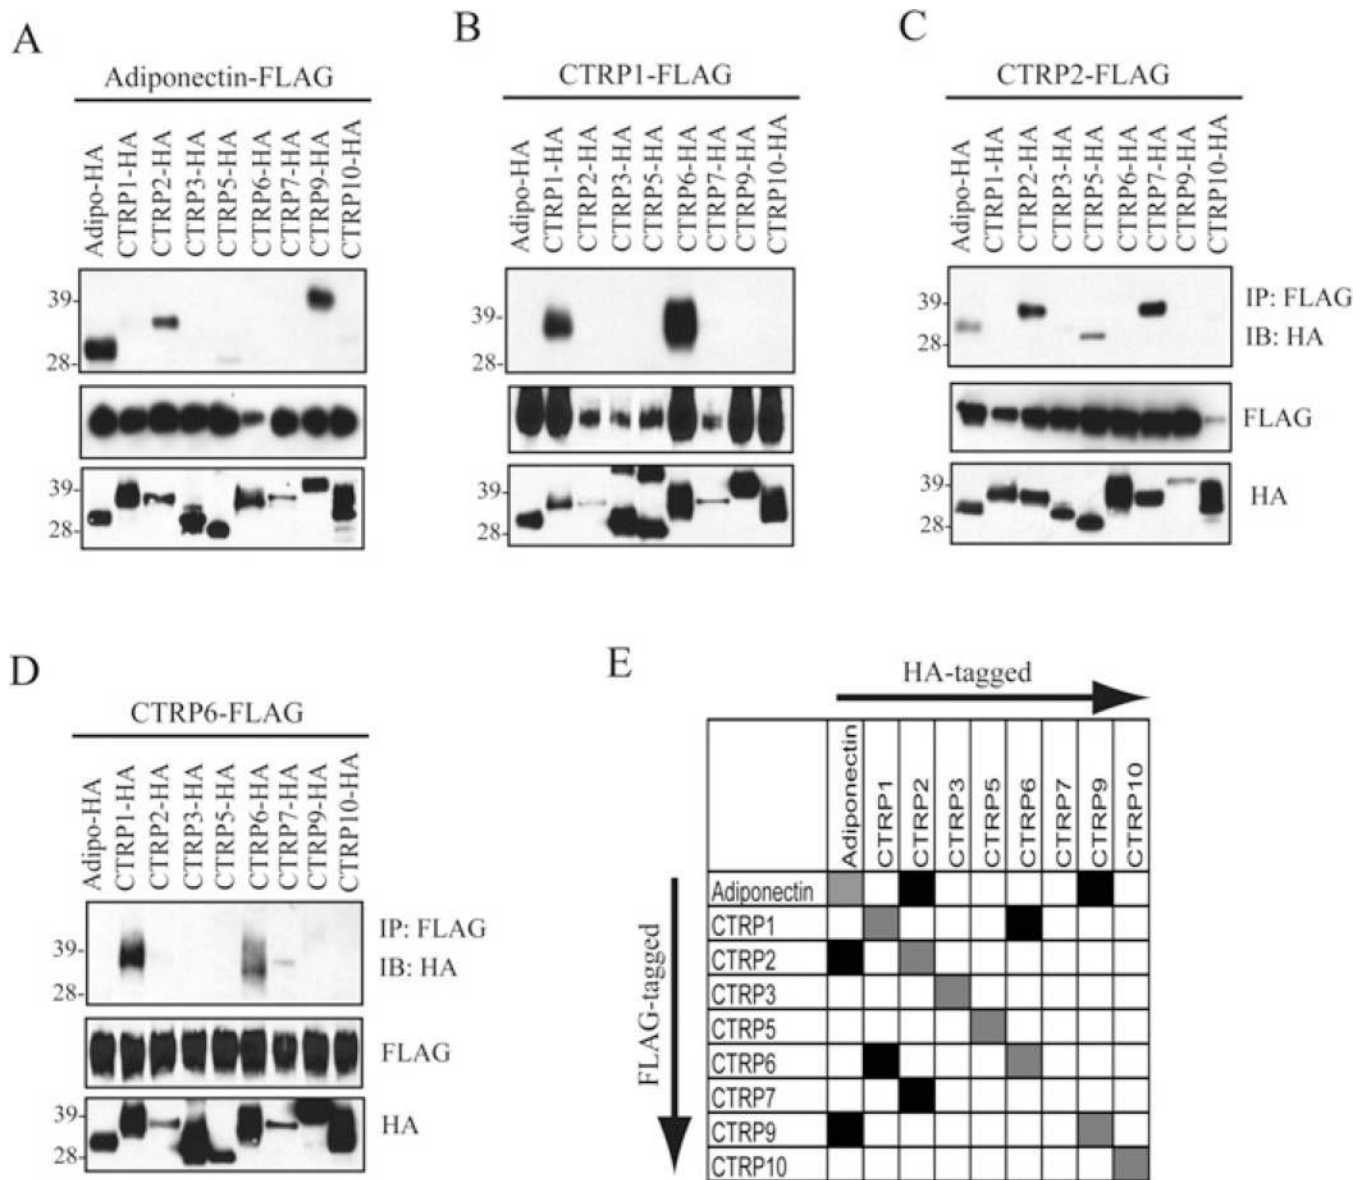 A
Adiponectin-FLAG
Adipo-HA
CTRP1-HA
CTRP2-HA
CTRP3-HA
CTRP5-HA
CTRP6-HA
CTRP7-HA
CTRP9-HA
CTRP10-HA
39-
28-
39-
28-
B
CTRP1-FLAG
Adipo-HA
CTRP1-HA
CTRP2-HA
CTRP3-HA
CTRP5-HA
CTRP6-HA
CTRP7-HA
CTRP9-HA
CTRP10-HA
39-
28-
39-
28-
C
CTRP2-FLAG
Adipo-HA
CTRP1-HA
CTRP2-HA
CTRP3-HA
CTRP5-HA
CTRP6-HA
CTRP7-HA
CTRP9-HA
CTRP10-HA
39-
28-
IP: FLAG
IB: HA
FLAG
39-
28-
HA
D
CTRP6-FLAG
Adipo-HA
CTRP1-HA
CTRP2-HA
CTRP3-HA
CTRP5-HA
CTRP6-HA
CTRP7-HA
CTRP9-HA
CTRP10-HA
39-
28-
IP: FLAG
IB: HA
FLAG
39-
28-
HA
E
HA-tagged
FLAG-tagged
Adiponectin
CTRP1
CTRP2
CTRP3
CTRP5
CTRP6
CTRP7
CTRP9
CTRP10
Adiponectin
CTRP1
CTRP2
CTRP3
CTRP5
CTRP6
CTRP7
CTRP9
CTRP10